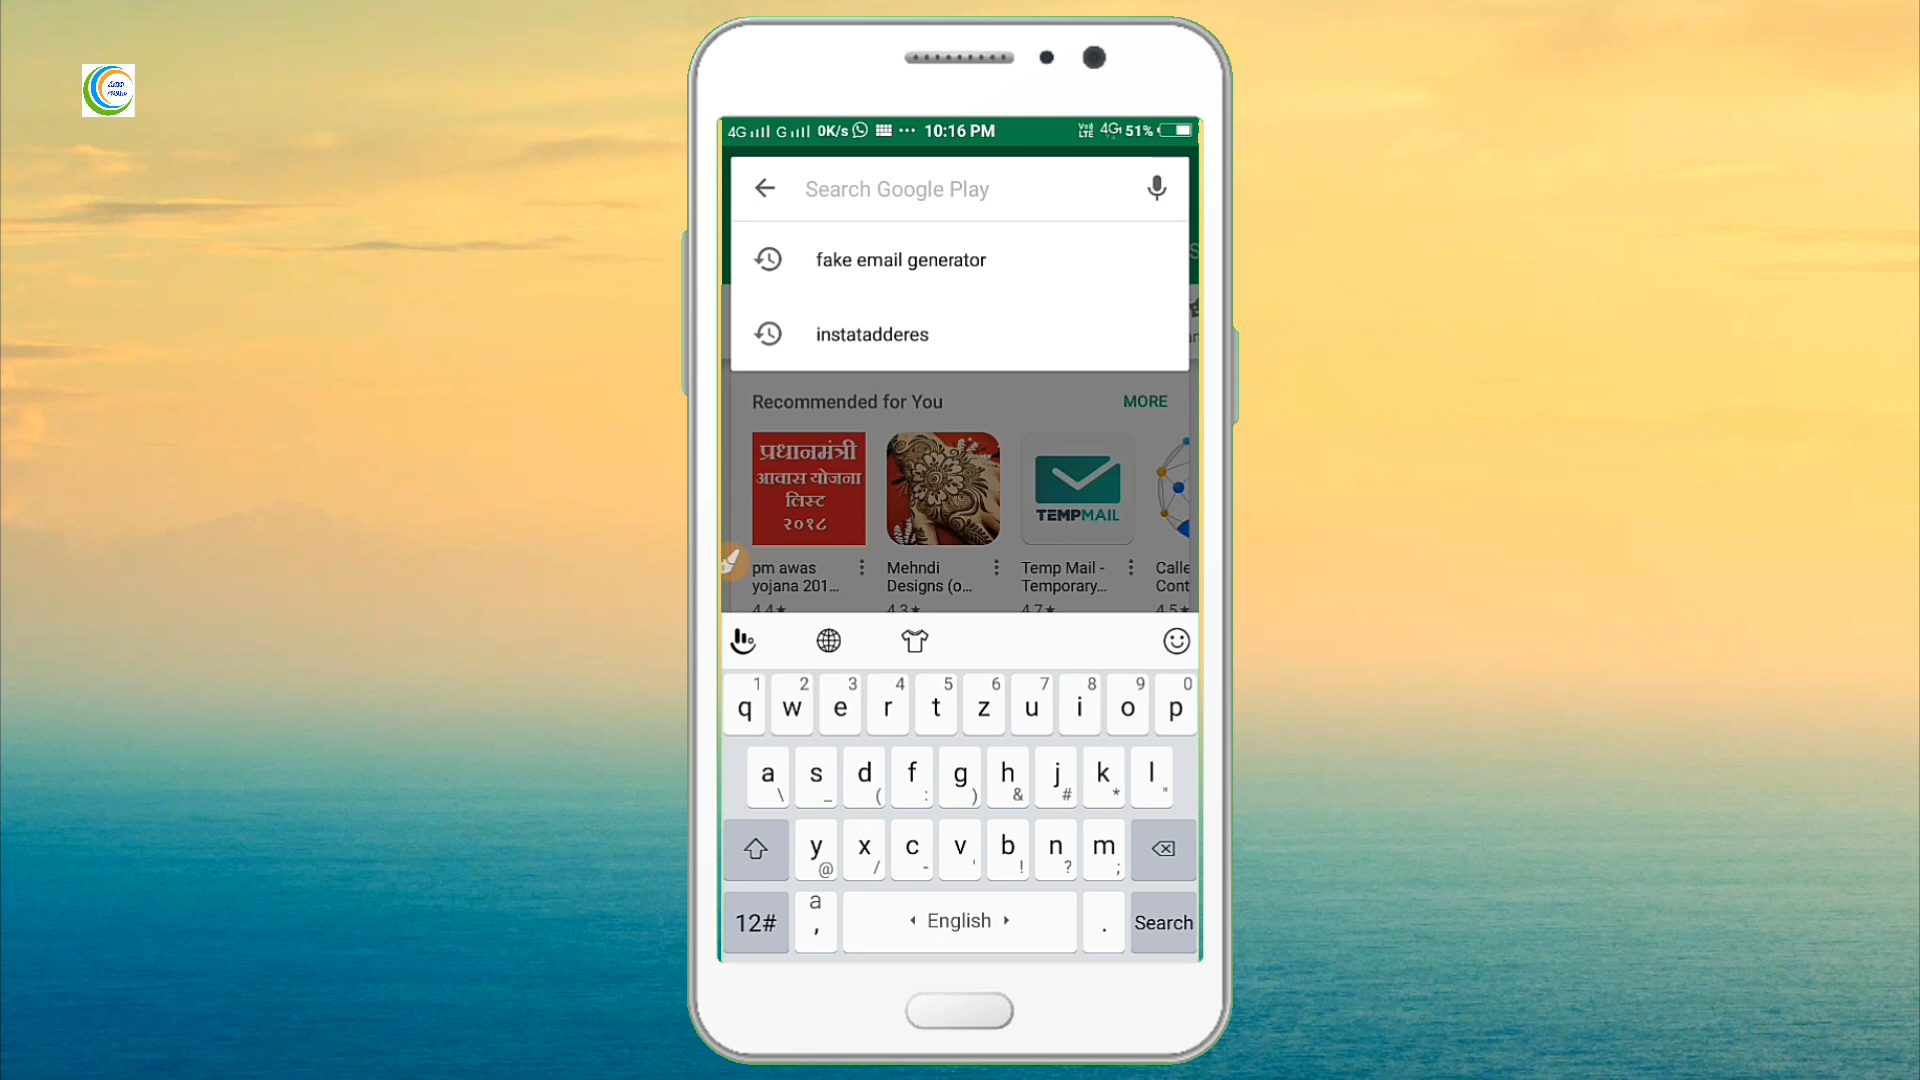 4G G 0K/s 10:16 PM VoLTE 4G 51%
Search Google Play
fake email generator
instatadderes
Recommended for You MORE
प्रधानमंत्री
आवास योजना
लिस्ट
२०१८
TEMPMAIL
pm awas
yojana 201...
Mehndi
Designs (o...
Temp Mail -
Temporary...
Calle
Cont
4.4★ 4.3★ 4.7★ 4.5★
1 2 3 4 5 6 7 8 9 0
q w e r t z u i o p
a s d f g h j k l
\ _ ( : ) & # * "
y x c v b n m
@ / - ' ! ? ;
12# a , English . Search